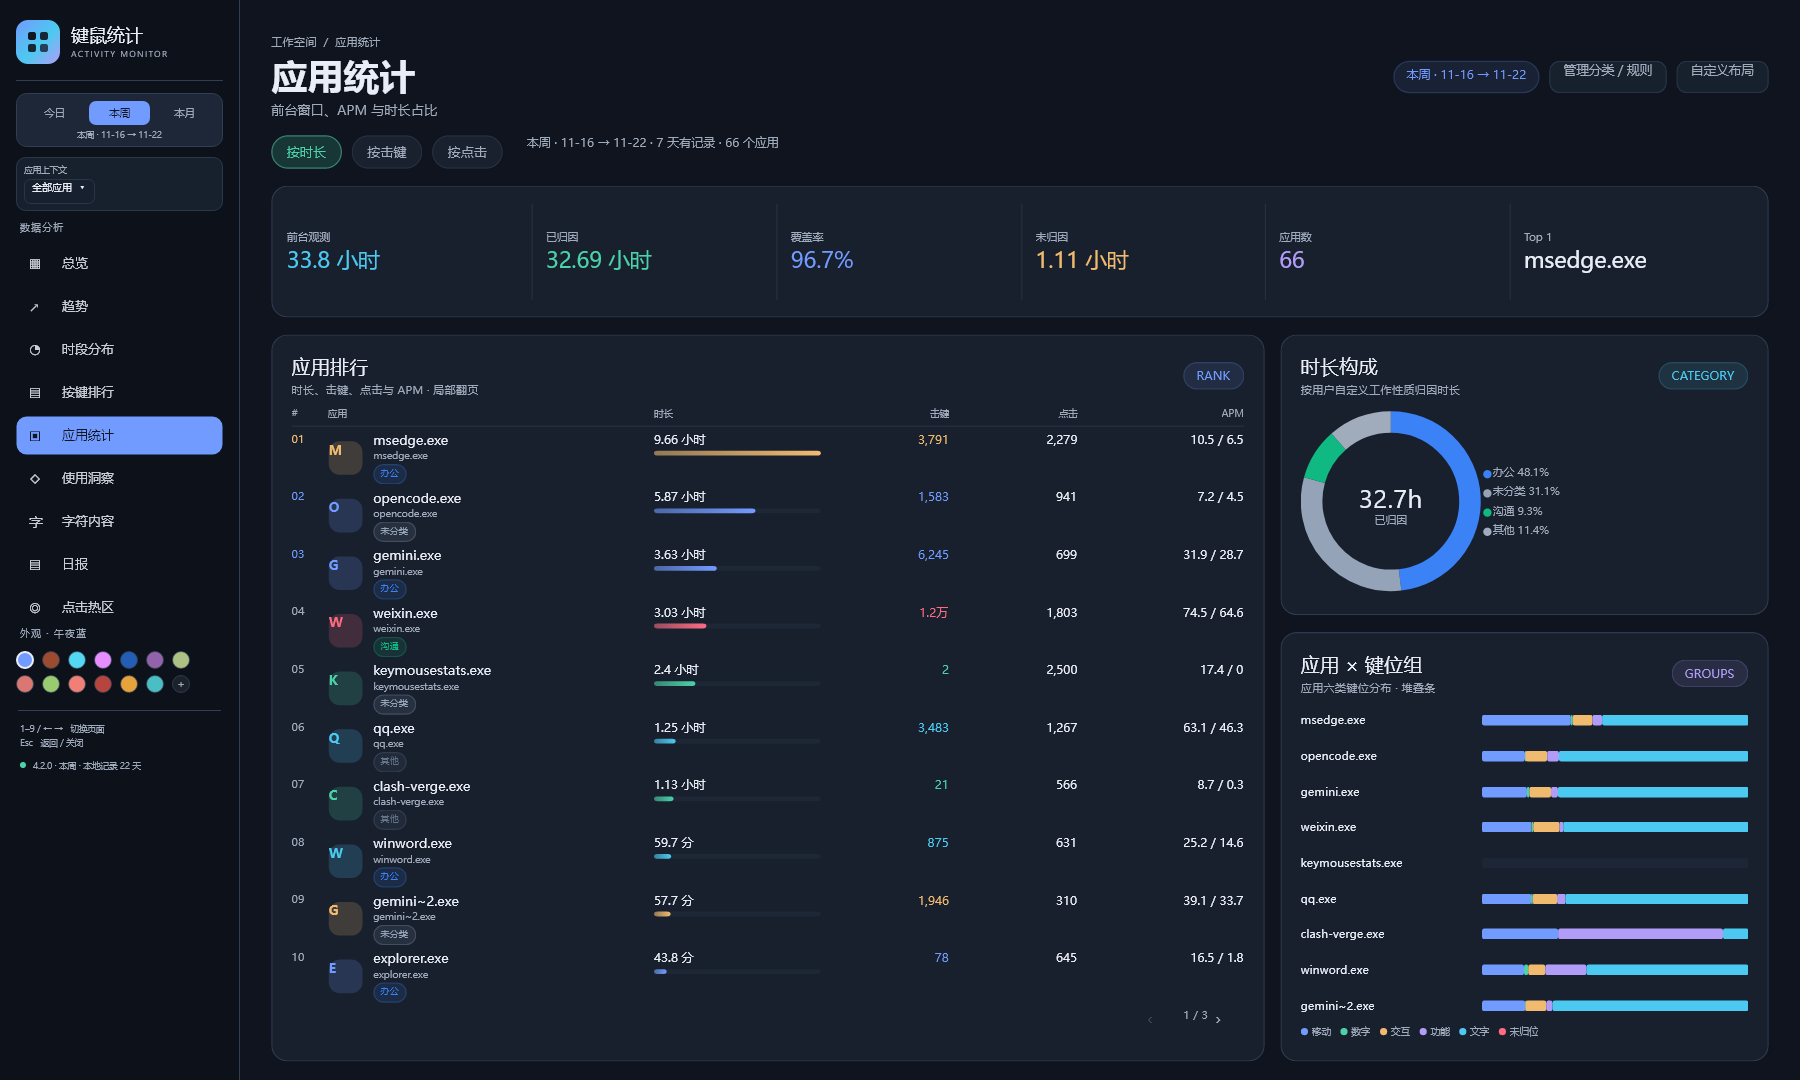 键鼠统计
ACTIVITY MONITOR
今日 本周 本月
本周 · 11-16 → 11-22
应用上下文
全部应用
数据分析
总览
趋势
时段分布
按键排行
应用统计
使用洞察
字 字符内容
日报
点击热区
外观 · 午夜蓝
+
1–9 / ← → 切换页面
Esc 返回 / 关闭
4.2.0 · 本周 · 本地记录 22 天
工作空间 / 应用统计
应用统计
前台窗口、APM 与时长占比
本周 · 11-16 → 11-22
管理分类 / 规则
自定义布局
按时长 按击键 按点击
本周 · 11-16 → 11-22 · 7 天有记录 · 66 个应用
前台观测
33.8 小时
已归因
32.69 小时
覆盖率
96.7%
未归因
1.11 小时
应用数
66
Top 1
msedge.exe
应用排行
时长、击键、点击与 APM · 局部翻页
RANK
# 应用 时长 击键 点击 APM
01 M msedge.exe 9.66 小时 3,791 2,279 10.5 / 6.5
msedge.exe
办公
02 O opencode.exe 5.87 小时 1,583 941 7.2 / 4.5
opencode.exe
未分类
03 G gemini.exe 3.63 小时 6,245 699 31.9 / 28.7
gemini.exe
办公
04 W weixin.exe 3.03 小时 1.2万 1,803 74.5 / 64.6
weixin.exe
沟通
05 K keymousestats.exe 2.4 小时 2 2,500 17.4 / 0
keymousestats.exe
未分类
06 Q qq.exe 1.25 小时 3,483 1,267 63.1 / 46.3
qq.exe
其他
07 C clash-verge.exe 1.13 小时 21 566 8.7 / 0.3
clash-verge.exe
其他
08 W winword.exe 59.7 分 875 631 25.2 / 14.6
winword.exe
办公
09 G gemini~2.exe 57.7 分 1,946 310 39.1 / 33.7
gemini~2.exe
未分类
10 E explorer.exe 43.8 分 78 645 16.5 / 1.8
explorer.exe
办公
‹ 1 / 3 ›
时长构成
按用户自定义工作性质归因时长
CATEGORY
32.7h
已归因
办公 48.1%
未分类 31.1%
沟通 9.3%
其他 11.4%
应用 × 键位组
应用六类键位分布 · 堆叠条
GROUPS
msedge.exe
opencode.exe
gemini.exe
weixin.exe
keymousestats.exe
qq.exe
clash-verge.exe
winword.exe
gemini~2.exe
移动 数字 交互 功能 文字 未归位